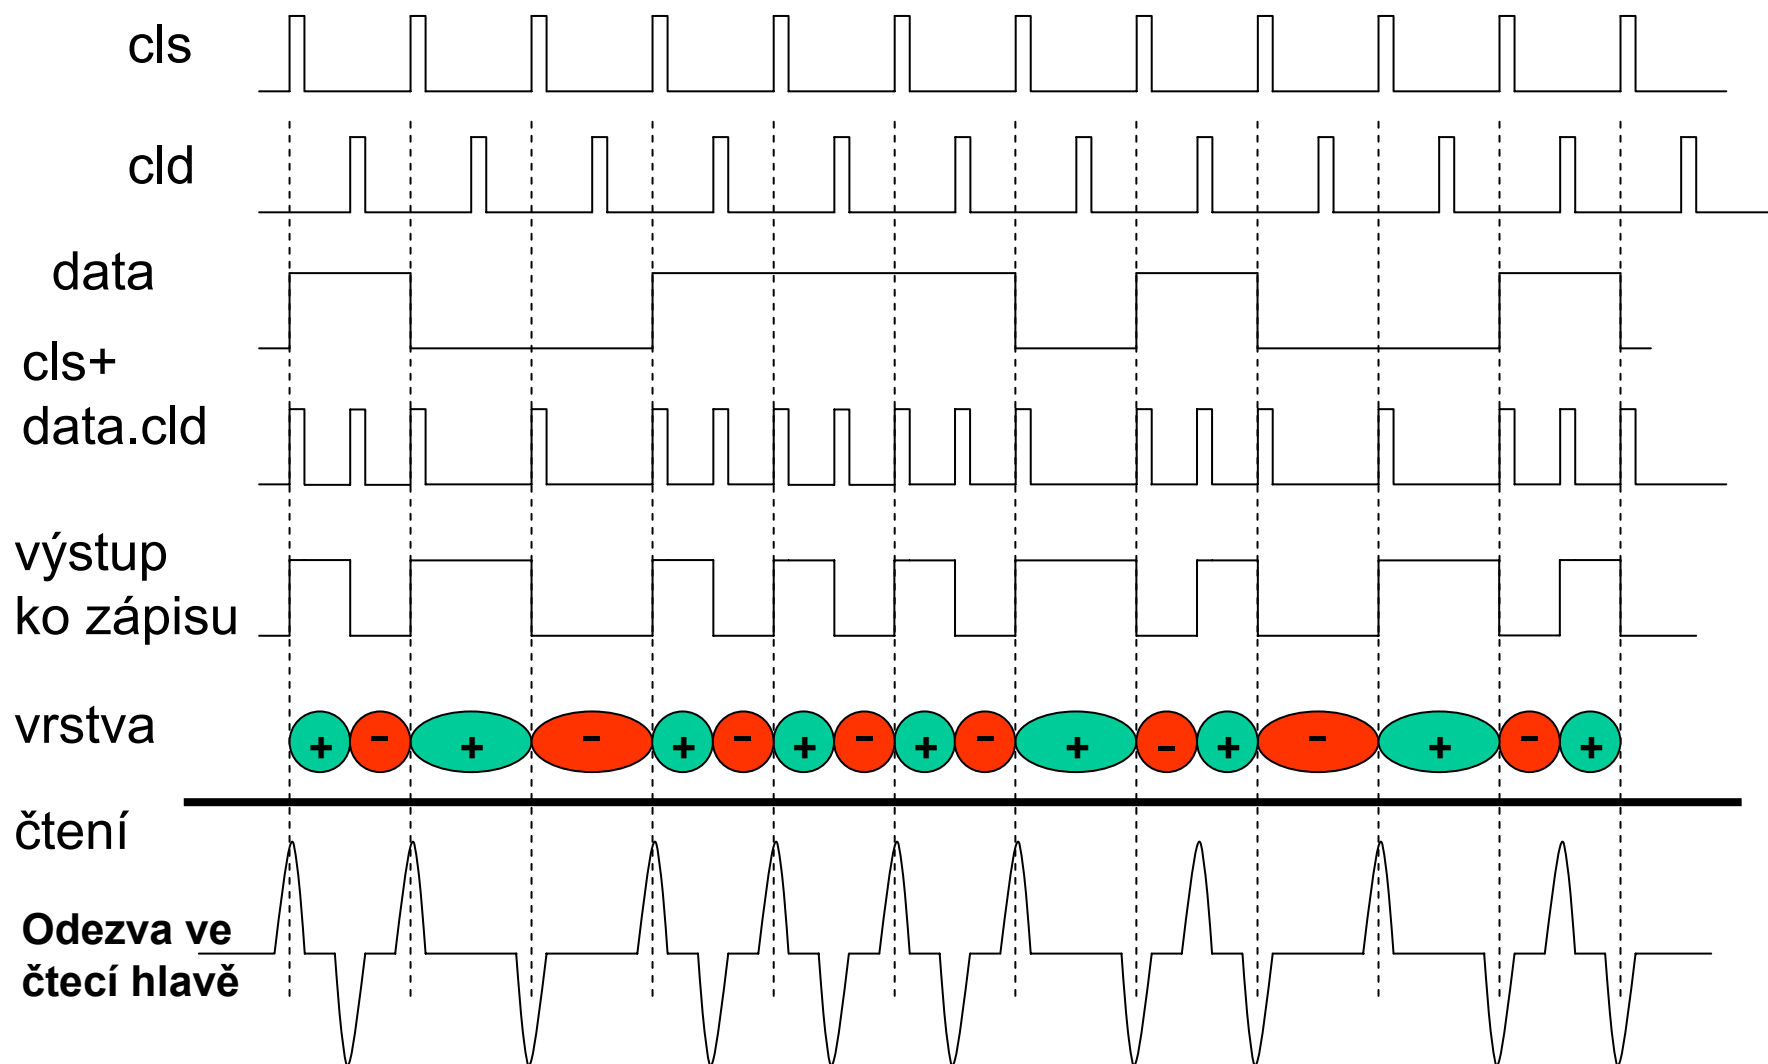 cls
cld
data
cls+
data.cld
výstup
ko zápisu
vrstva
+ - + - + - + - + - + - + - + - +
čtení
Odezva ve
čtecí hlavě